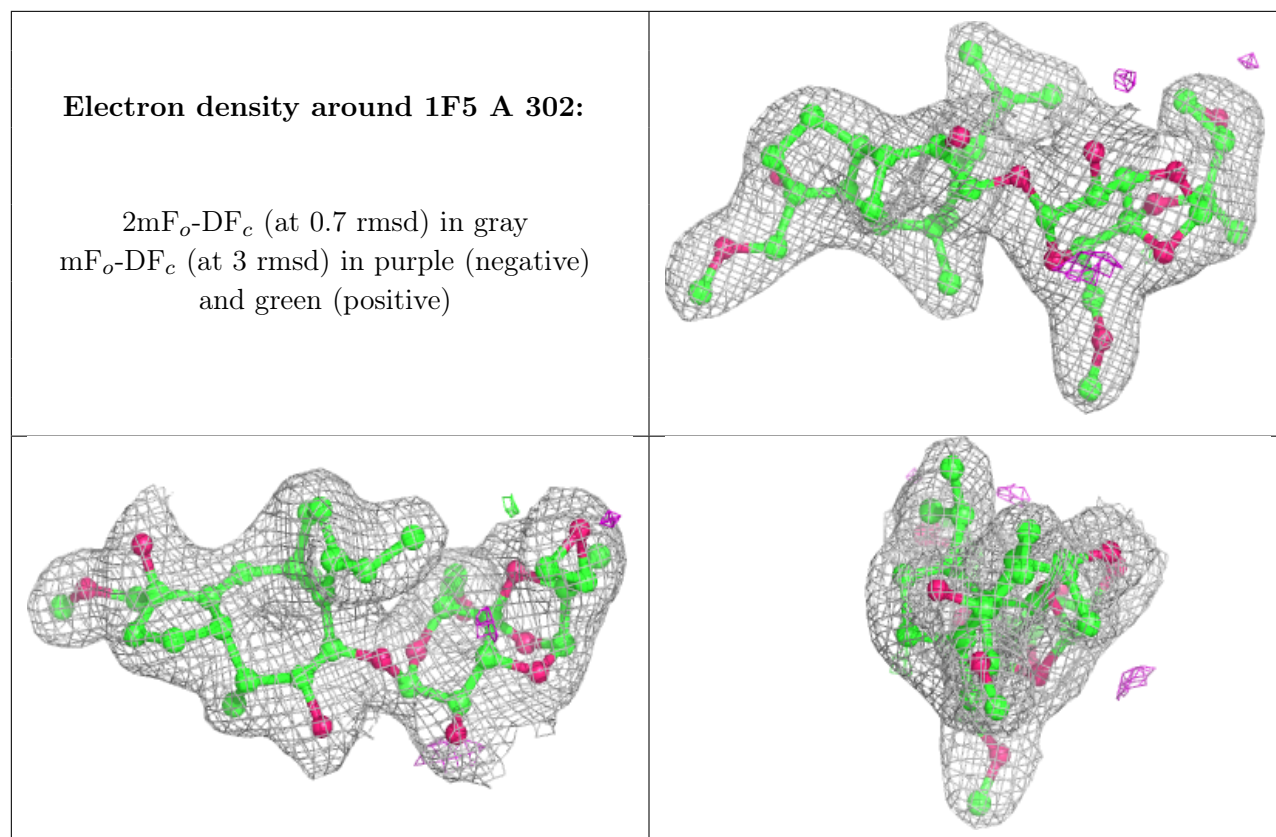 Electron density around 1F5 A 302:
2mFₒ-DF𝒸 (at 0.7 rmsd) in gray
mFₒ-DF𝒸 (at 3 rmsd) in purple (negative)
and green (positive)